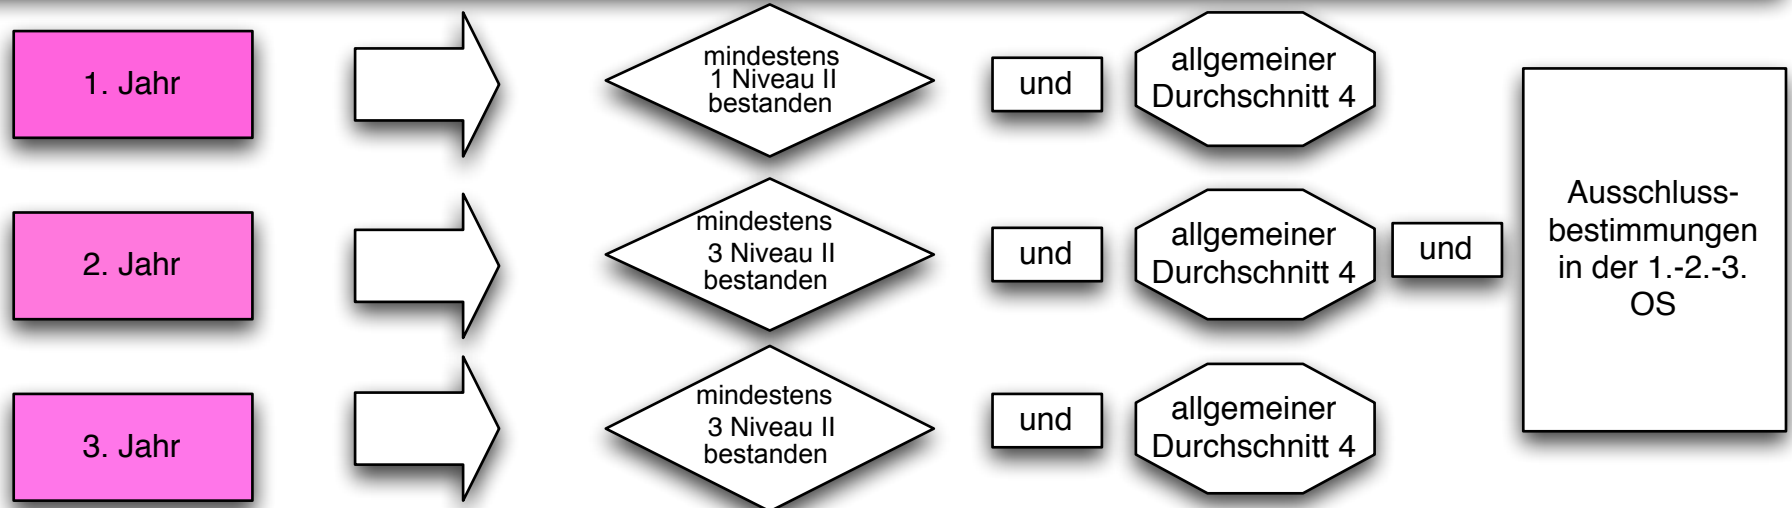 1. Jahr
mindestens
1 Niveau II
bestanden
und
allgemeiner
Durchschnitt 4
2. Jahr
mindestens
3 Niveau II
bestanden
und
allgemeiner
Durchschnitt 4
und
Ausschluss-
bestimmungen
in der 1.-2.-3.
OS
3. Jahr
mindestens
3 Niveau II
bestanden
und
allgemeiner
Durchschnitt 4